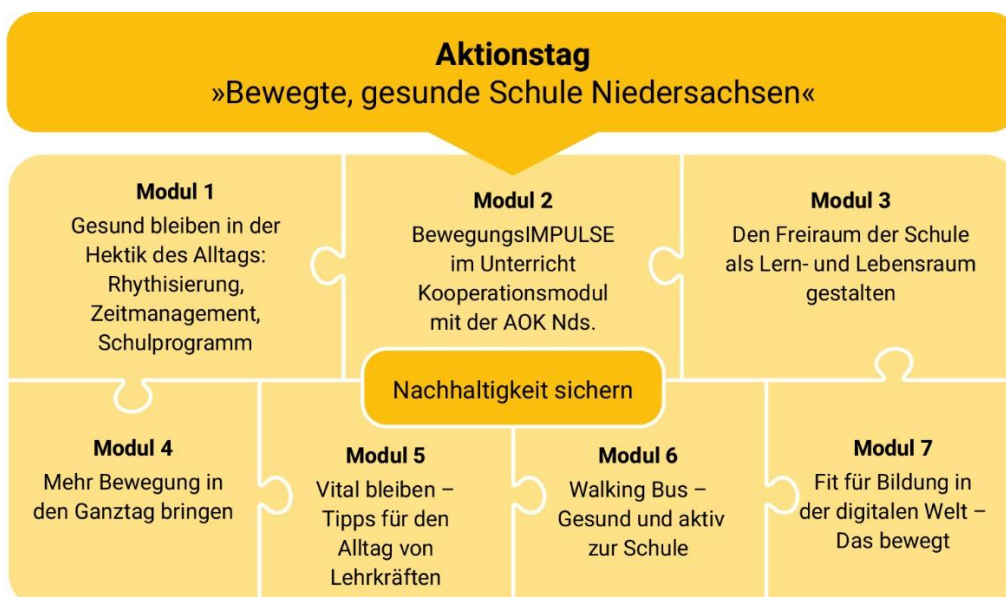 Aktionstag
»Bewegte, gesunde Schule Niedersachsen«
Modul 1
Gesund bleiben in der
Hektik des Alltags:
Rhythisierung,
Zeitmanagement,
Schulprogramm
Modul 2
BewegungsIMPULSE
im Unterricht
Kooperationsmodul
mit der AOK Nds.
Modul 3
Den Freiraum der Schule
als Lern- und Lebensraum
gestalten
Nachhaltigkeit sichern
Modul 4
Mehr Bewegung in
den Ganztag bringen
Modul 5
Vital bleiben –
Tipps für den
Alltag von
Lehrkräften
Modul 6
Walking Bus –
Gesund und aktiv
zur Schule
Modul 7
Fit für Bildung in
der digitalen Welt –
Das bewegt